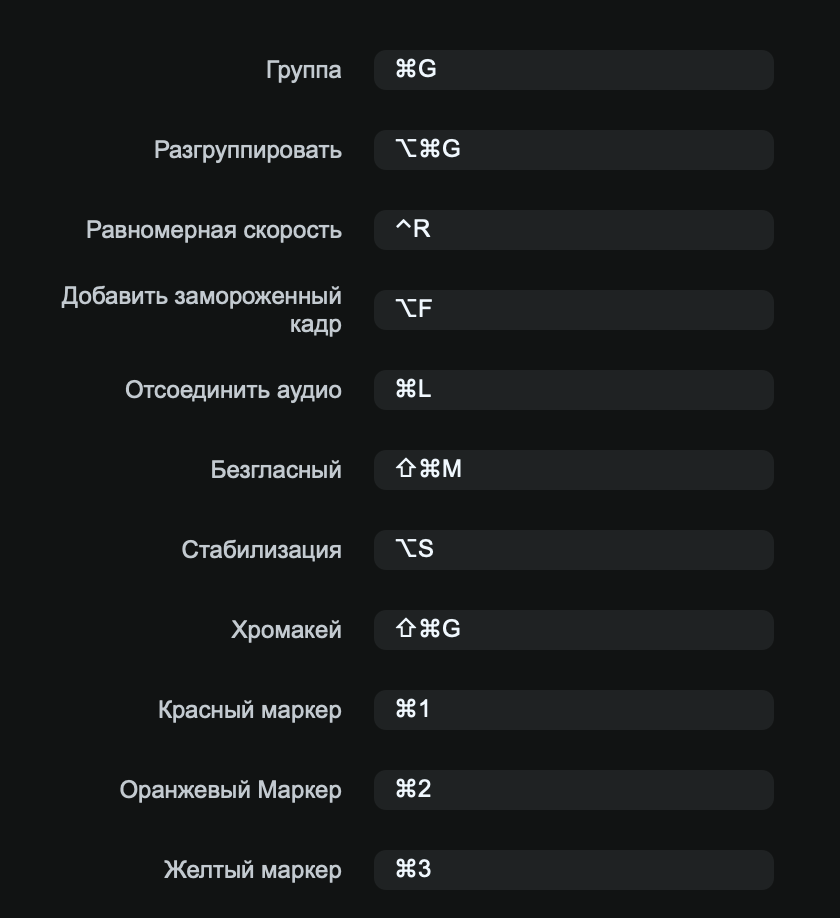 Группа ⌘G
Разгруппировать ⌥⌘G
Равномерная скорость ^R
Добавить замороженный
кадр ⌥F
Отсоединить аудио ⌘L
Безгласный ⇧⌘M
Стабилизация ⌥S
Хромакей ⇧⌘G
Красный маркер ⌘1
Оранжевый Маркер ⌘2
Желтый маркер ⌘3